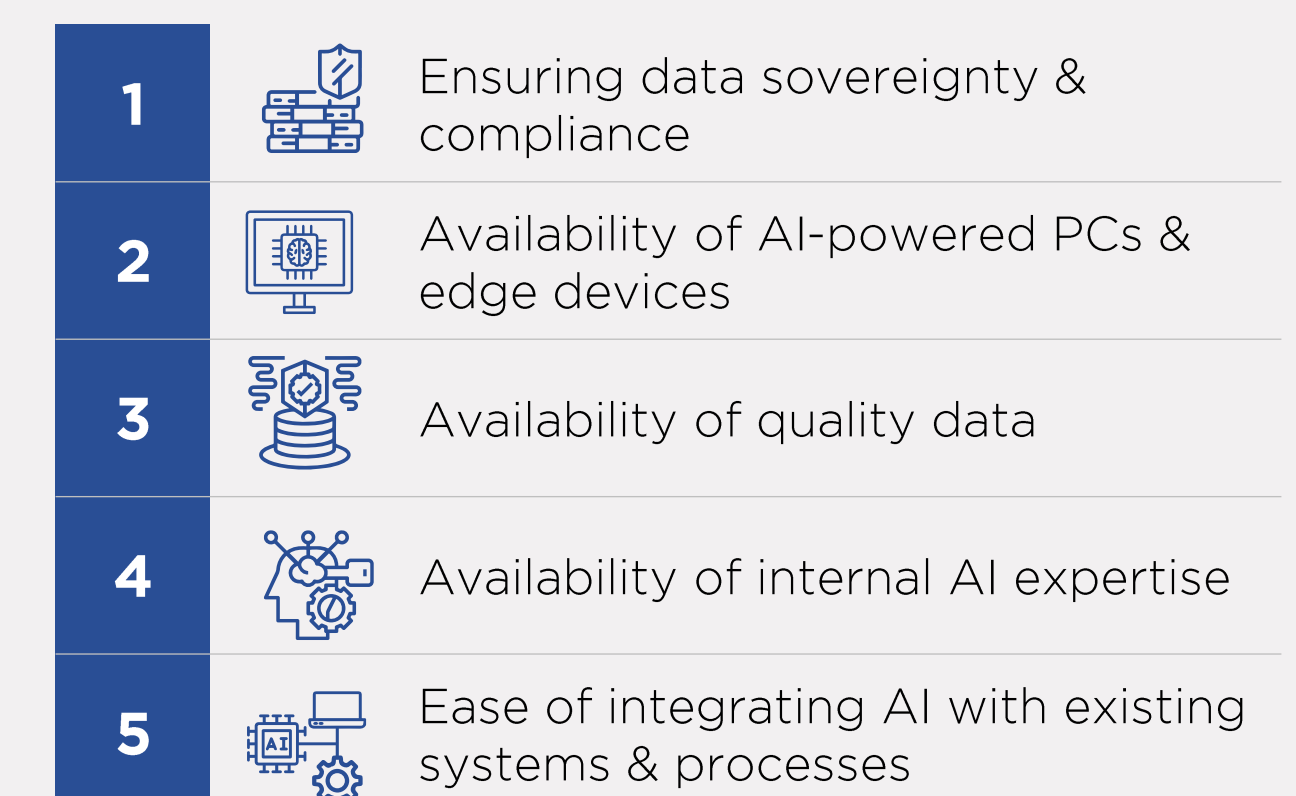 1
Ensuring data sovereignty &
compliance
2
Availability of AI-powered PCs &
edge devices
3
Availability of quality data
4
Availability of internal AI expertise
5
AI
Ease of integrating AI with existing
systems & processes